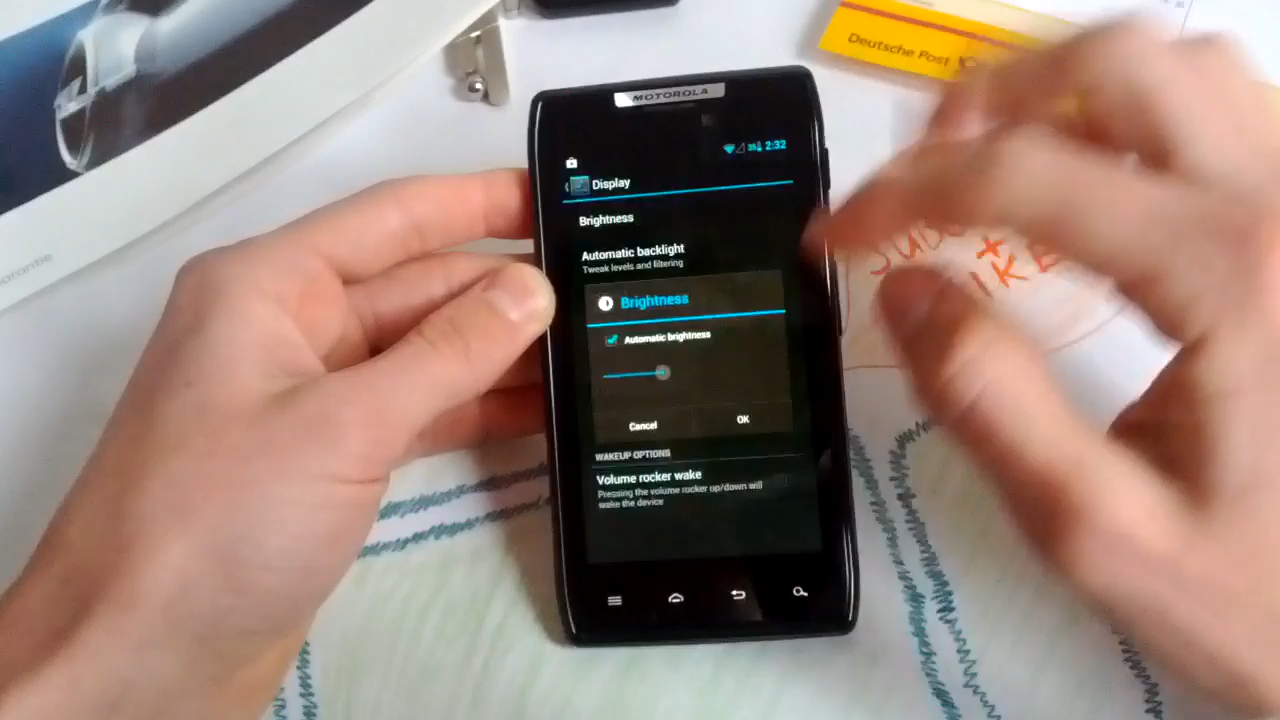 Deutsche Post
MOTOROLA
2:32
Display
Brightness
Automatic backlight
Tweak levels and filtering
Brightness
Automatic brightness
Cancel
OK
WAKEUP OPTIONS
Volume rocker wake
Pressing the volume rocker up/down will
wake the device